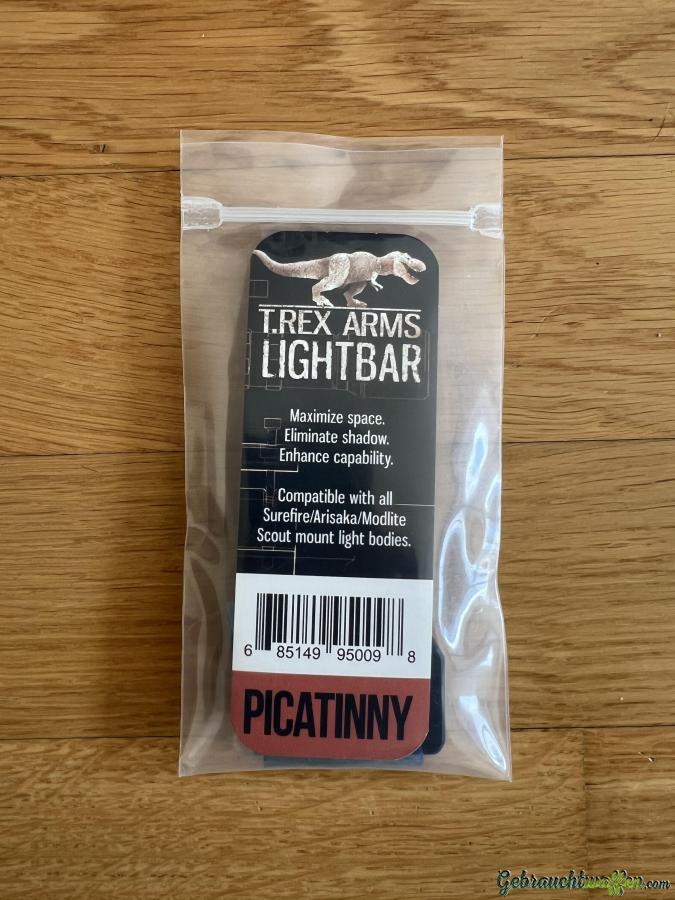 T.REX ARMS
LIGHTBAR
Maximize space.
Eliminate shadow.
Enhance capability.
Compatible with all
Surefire/Arisaka/Modlite
Scout mount light bodies.
6 85149 95009 8
PICATINNY
Gebrauchtwaffen.com